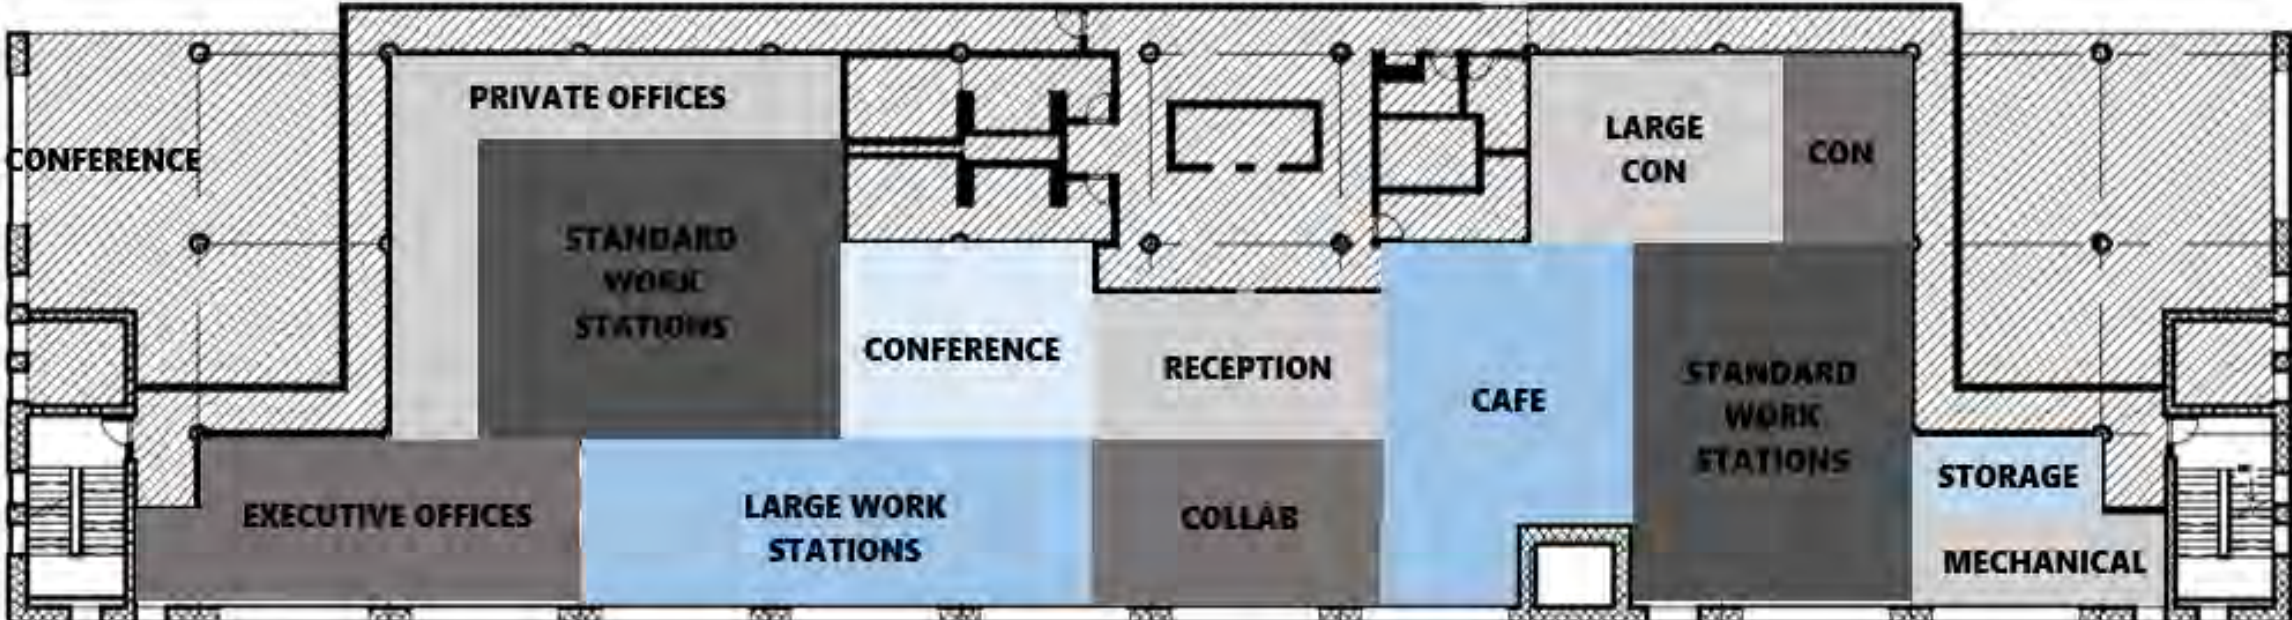 CONFERENCE
PRIVATE OFFICES
STANDARD
WORK
STATIONS
CONFERENCE
RECEPTION
LARGE
CON
CON
CAFE
STANDARD
WORK
STATIONS
EXECUTIVE OFFICES
LARGE WORK
STATIONS
COLLAB
STORAGE
MECHANICAL